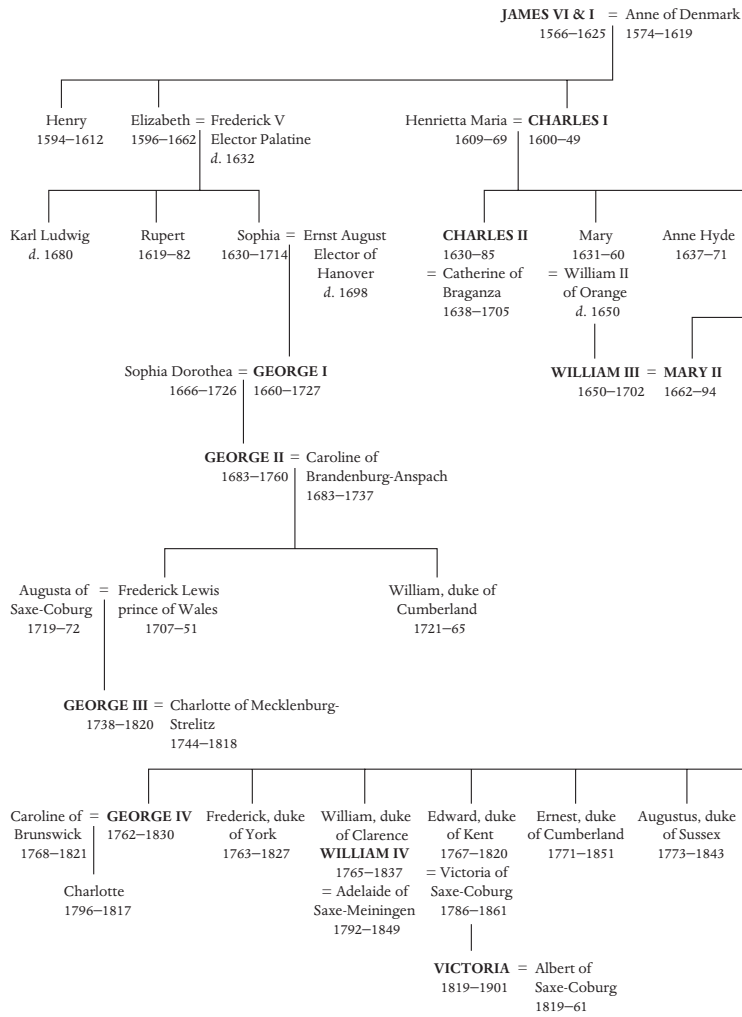 JAMES VI & I = Anne of Denmark
1566–1625 1574–1619
Henry
1594–1612
Elizabeth = Frederick V
1596–1662 Elector Palatine
d. 1632
Henrietta Maria = CHARLES I
1609–69 1600–49
Karl Ludwig
d. 1680
Rupert
1619–82
Sophia = Ernst August
1630–1714 Elector of
Hanover
d. 1698
CHARLES II
1630–85
= Catherine of
Braganza
1638–1705
Mary
1631–60
= William II
of Orange
d. 1650
Anne Hyde
1637–71
Sophia Dorothea = GEORGE I
1666–1726 1660–1727
WILLIAM III = MARY II
1650–1702 1662–94
GEORGE II = Caroline of
1683–1760 Brandenburg-Anspach
1683–1737
Augusta of = Frederick Lewis
Saxe-Coburg prince of Wales
1719–72 1707–51
William, duke of
Cumberland
1721–65
GEORGE III = Charlotte of Mecklenburg-
1738–1820 Strelitz
1744–1818
Caroline of = GEORGE IV
Brunswick 1762–1830
1768–1821
Charlotte
1796–1817
Frederick, duke
of York
1763–1827
William, duke
of Clarence
WILLIAM IV
1765–1837
= Adelaide of
Saxe-Meiningen
1792–1849
Edward, duke
of Kent
1767–1820
= Victoria of
Saxe-Coburg
1786–1861
Ernest, duke
of Cumberland
1771–1851
Augustus, duke
of Sussex
1773–1843
VICTORIA = Albert of
1819–1901 Saxe-Coburg
1819–61